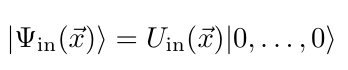 |Ψ_in(x⃗)⟩ = U_in(x⃗)|0, . . . , 0⟩